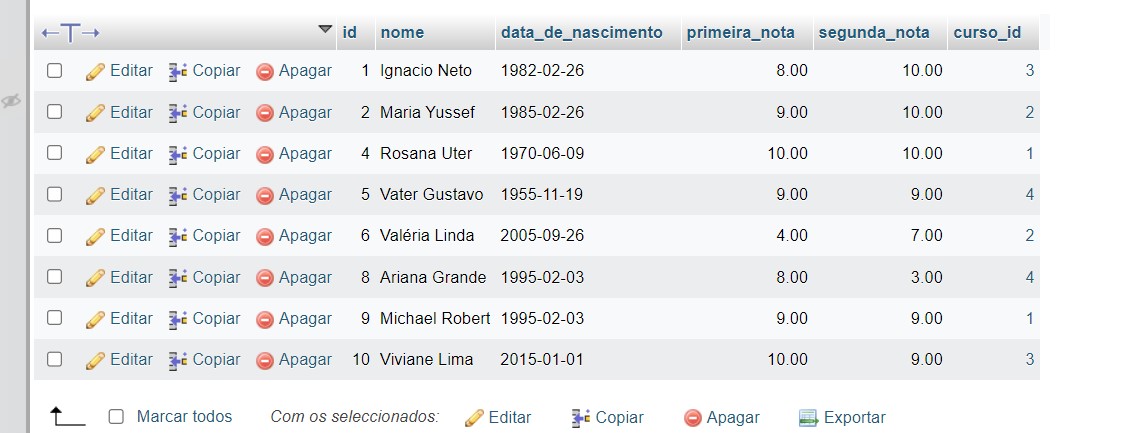 id nome data_de_nascimento primeira_nota segunda_nota curso_id
Editar Copiar Apagar 1 Ignacio Neto 1982-02-26 8.00 10.00 3
Editar Copiar Apagar 2 Maria Yussef 1985-02-26 9.00 10.00 2
Editar Copiar Apagar 4 Rosana Uter 1970-06-09 10.00 10.00 1
Editar Copiar Apagar 5 Vater Gustavo 1955-11-19 9.00 9.00 4
Editar Copiar Apagar 6 Valéria Linda 2005-09-26 4.00 7.00 2
Editar Copiar Apagar 8 Ariana Grande 1995-02-03 8.00 3.00 4
Editar Copiar Apagar 9 Michael Robert 1995-02-03 9.00 9.00 1
Editar Copiar Apagar 10 Viviane Lima 2015-01-01 10.00 9.00 3
Marcar todos Com os seleccionados: Editar Copiar Apagar Exportar